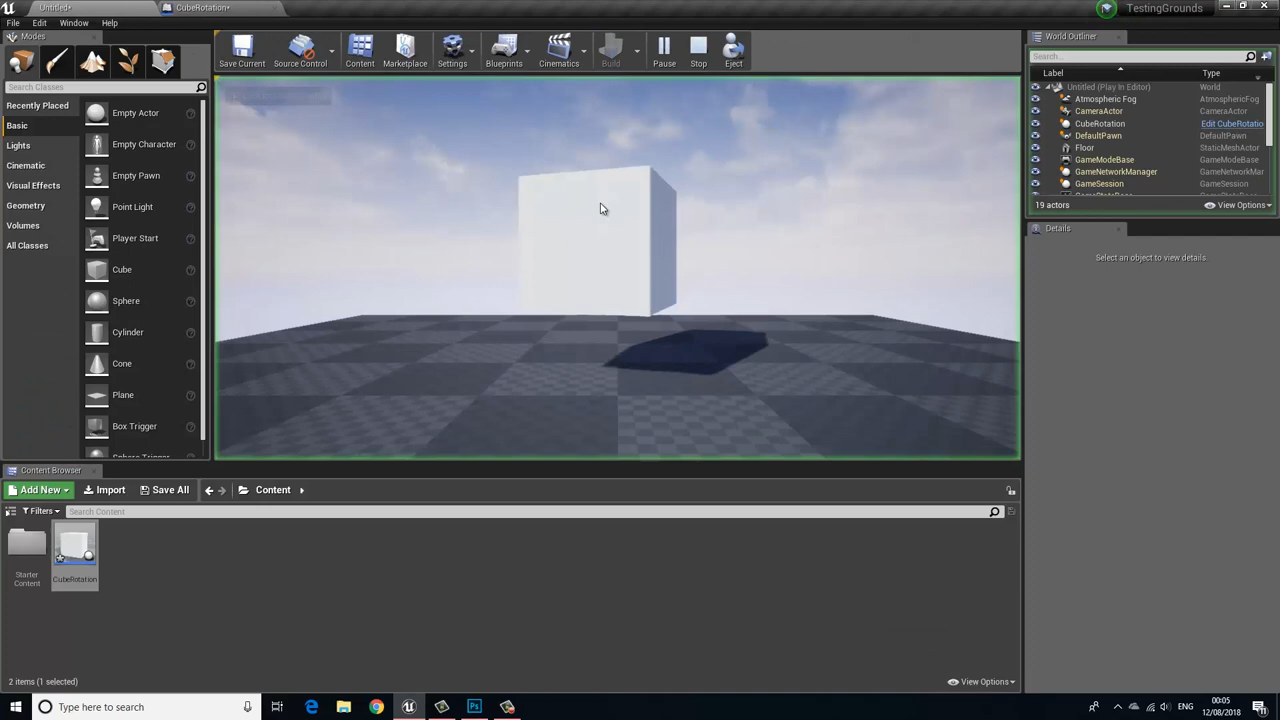 Untitled*
CubeRotation*
TestingGrounds
File
Edit
Window
Help
Modes
Search Classes
Recently Placed
Basic
Lights
Cinematic
Visual Effects
Geometry
Volumes
All Classes
Empty Actor
Empty Character
Empty Pawn
Point Light
Player Start
Cube
Sphere
Cylinder
Cone
Plane
Box Trigger
Sphere Trigger
Save Current
Source Control
Content
Marketplace
Settings
Blueprints
Cinematics
Build
Pause
Stop
Eject
World Outliner
Search...
Label Type
Untitled (Play In Editor) World
Atmospheric Fog AtmosphericFog
CameraActor CameraActor
CubeRotation Edit CubeRotatio
DefaultPawn DefaultPawn
Floor StaticMeshActor
GameModeBase GameModeBase
GameNetworkManager GameNetworkMar
GameSession GameSession
19 actors
View Options
Details
Select an object to view details.
Content Browser
Add New
Import
Save All
Content
Filters
Search Content
Starter
Content
CubeRotation
2 items (1 selected)
View Options
Type here to search
Ps
00:05
12/08/2018